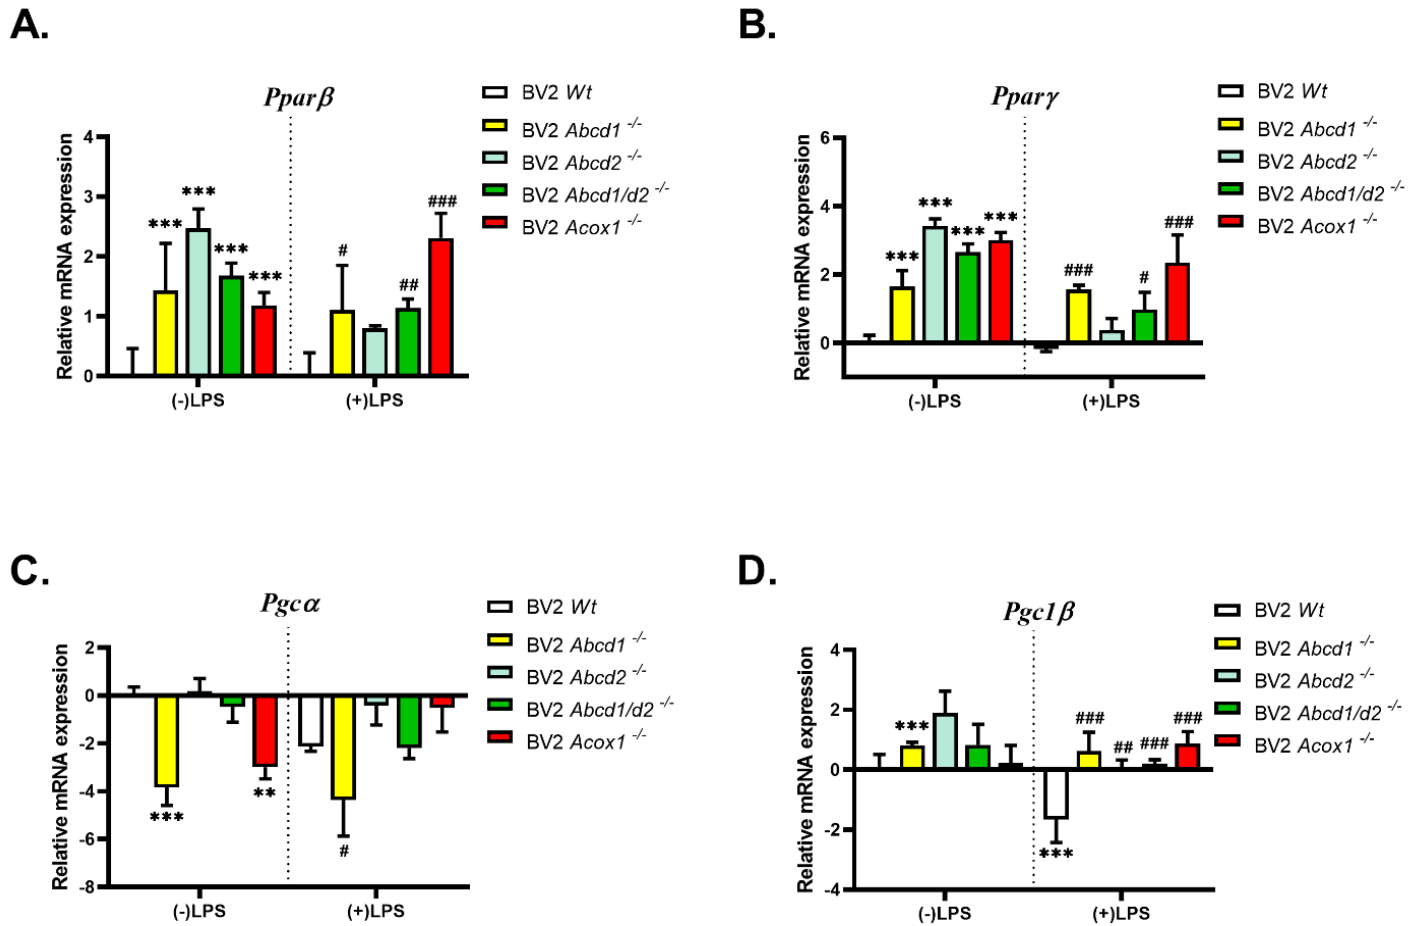 A.
Pparβ
Relative mRNA expression
4
3
2
1
0
***
***
***
***
#
##
###
(-)LPS
(+)LPS
BV2 Wt
BV2 Abcd1 -/-
BV2 Abcd2 -/-
BV2 Abcd1/d2 -/-
BV2 Acox1 -/-
B.
Pparγ
Relative mRNA expression
6
4
2
0
***
***
***
***
###
#
###
(-)LPS
(+)LPS
BV2 Wt
BV2 Abcd1 -/-
BV2 Abcd2 -/-
BV2 Abcd1/d2 -/-
BV2 Acox1 -/-
C.
Pgcα
Relative mRNA expression
2
0
-2
-4
-6
-8
***
**
#
(-)LPS
(+)LPS
BV2 Wt
BV2 Abcd1 -/-
BV2 Abcd2 -/-
BV2 Abcd1/d2 -/-
BV2 Acox1 -/-
D.
Pgc1β
Relative mRNA expression
4
2
0
-2
-4
***
***
###
##
###
###
(-)LPS
(+)LPS
BV2 Wt
BV2 Abcd1 -/-
BV2 Abcd2 -/-
BV2 Abcd1/d2 -/-
BV2 Acox1 -/-